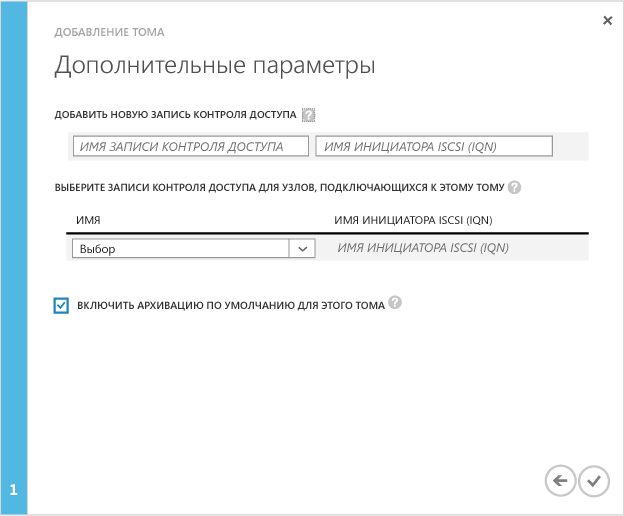 ДОБАВЛЕНИЕ ТОМА
Дополнительные параметры
ДОБАВИТЬ НОВУЮ ЗАПИСЬ КОНТРОЛЯ ДОСТУПА ?
ИМЯ ЗАПИСИ КОНТРОЛЯ ДОСТУПА ИМЯ ИНИЦИАТОРА ISCSI (IQN)
ВЫБЕРИТЕ ЗАПИСИ КОНТРОЛЯ ДОСТУПА ДЛЯ УЗЛОВ, ПОДКЛЮЧАЮЩИХСЯ К ЭТОМУ ТОМУ ?
ИМЯ ИМЯ ИНИЦИАТОРА ISCSI (IQN)
Выбор ИМЯ ИНИЦИАТОРА ISCSI (IQN)
ВКЛЮЧИТЬ АРХИВАЦИЮ ПО УМОЛЧАНИЮ ДЛЯ ЭТОГО ТОМА ?
1